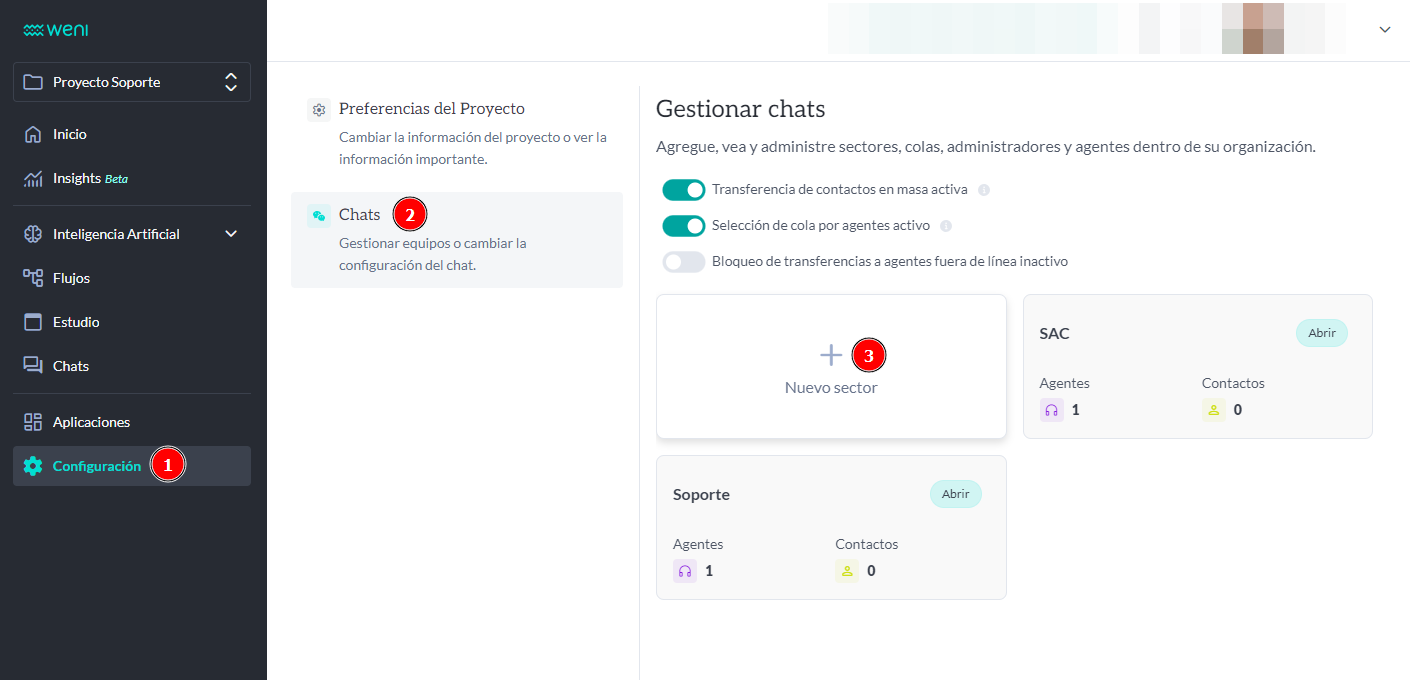 weni
Proyecto Soporte
Inicio
Insights Beta
Inteligencia Artificial
Flujos
Estudio
Chats
Aplicaciones
Configuración 1
Preferencias del Proyecto
Cambiar la información del proyecto o ver la
información importante.
Chats 2
Gestionar equipos o cambiar la
configuración del chat.
Gestionar chats
Agregue, vea y administre sectores, colas, administradores y agentes dentro de su organización.
Transferencia de contactos en masa activa
Selección de cola por agentes activo
Bloqueo de transferencias a agentes fuera de línea inactivo
3
Nuevo sector
SAC Abrir
Agentes Contactos
1 0
Soporte Abrir
Agentes Contactos
1 0